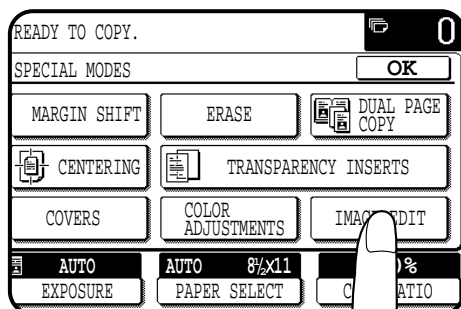 READY TO COPY.
0
SPECIAL MODES
OK
MARGIN SHIFT
ERASE
DUAL PAGE
COPY
CENTERING
TRANSPARENCY INSERTS
COVERS
COLOR
ADJUSTMENTS
AUTO
AUTO 8½x11
%
EXPOSURE
PAPER SELECT